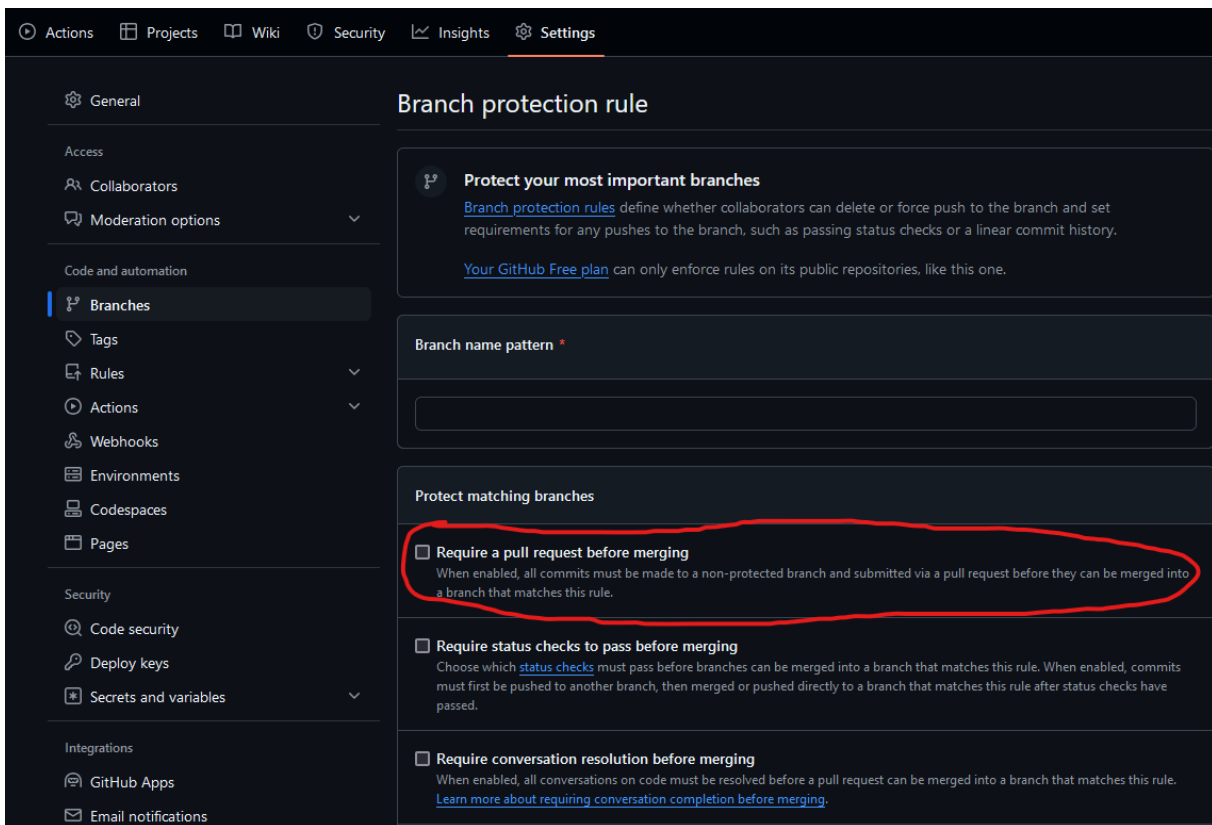 Actions Projects Wiki Security Insights Settings
General
Access
Collaborators
Moderation options
Code and automation
Branches
Tags
Rules
Actions
Webhooks
Environments
Codespaces
Pages
Security
Code security
Deploy keys
Secrets and variables
Integrations
GitHub Apps
Email notifications
Branch protection rule
Protect your most important branches
Branch protection rules define whether collaborators can delete or force push to the branch and set
requirements for any pushes to the branch, such as passing status checks or a linear commit history.
Your GitHub Free plan can only enforce rules on its public repositories, like this one.
Branch name pattern *
Protect matching branches
Require a pull request before merging
When enabled, all commits must be made to a non-protected branch and submitted via a pull request before they can be merged into
a branch that matches this rule.
Require status checks to pass before merging
Choose which status checks must pass before branches can be merged into a branch that matches this rule. When enabled, commits
must first be pushed to another branch, then merged or pushed directly to a branch that matches this rule after status checks have
passed.
Require conversation resolution before merging
When enabled, all conversations on code must be resolved before a pull request can be merged into a branch that matches this rule.
Learn more about requiring conversation completion before merging.